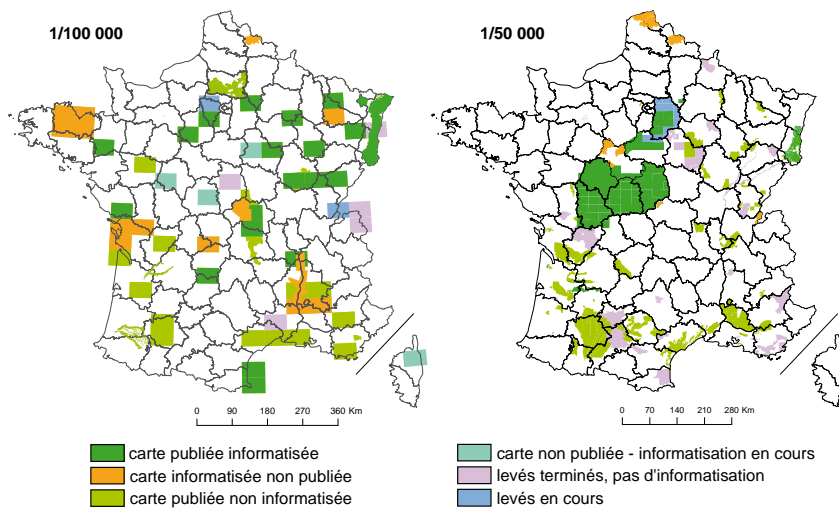 1/100 000
1/50 000
0 90 180 270 360 Km
0 70 140 210 280 Km
carte publiée informatisée
carte informatisée non publiée
carte publiée non informatisée
carte non publiée - informatisation en cours
levés terminés, pas d'informatisation
levés en cours